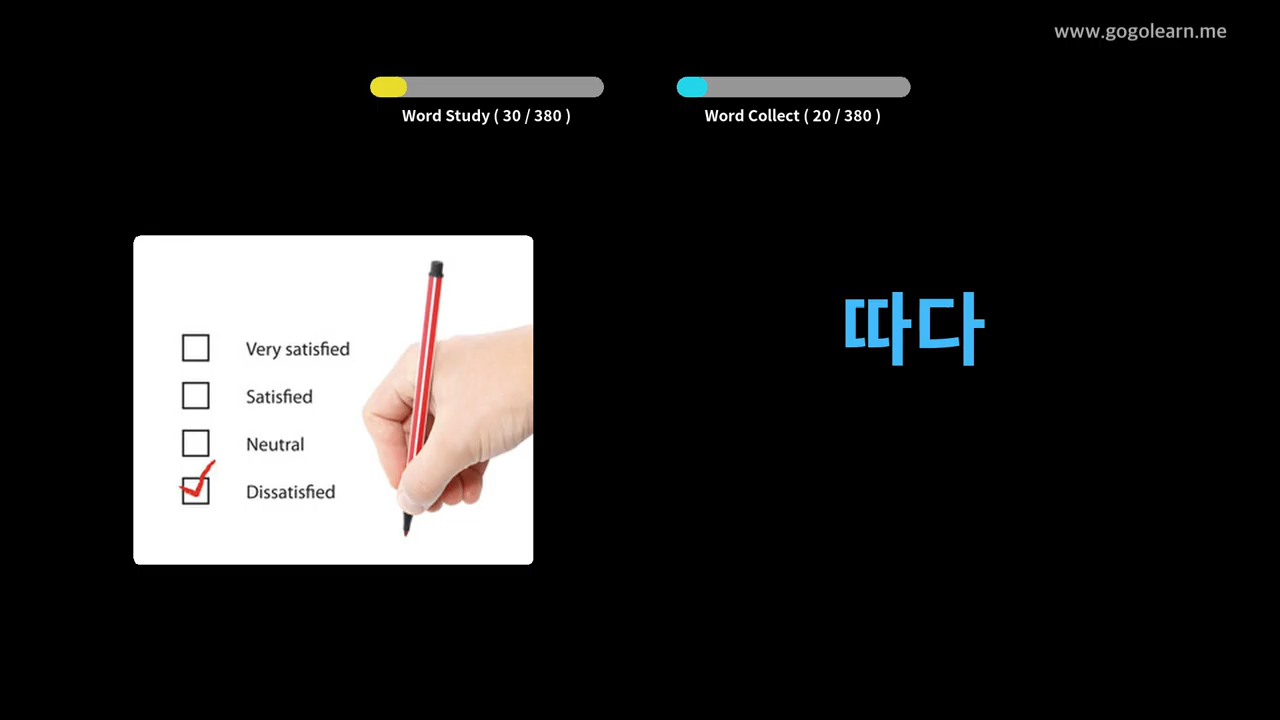 www.gogolearn.me
Word Study ( 30 / 380 )
Word Collect ( 20 / 380 )
Very satisfied
Satisfied
Neutral
Dissatisfied
따다